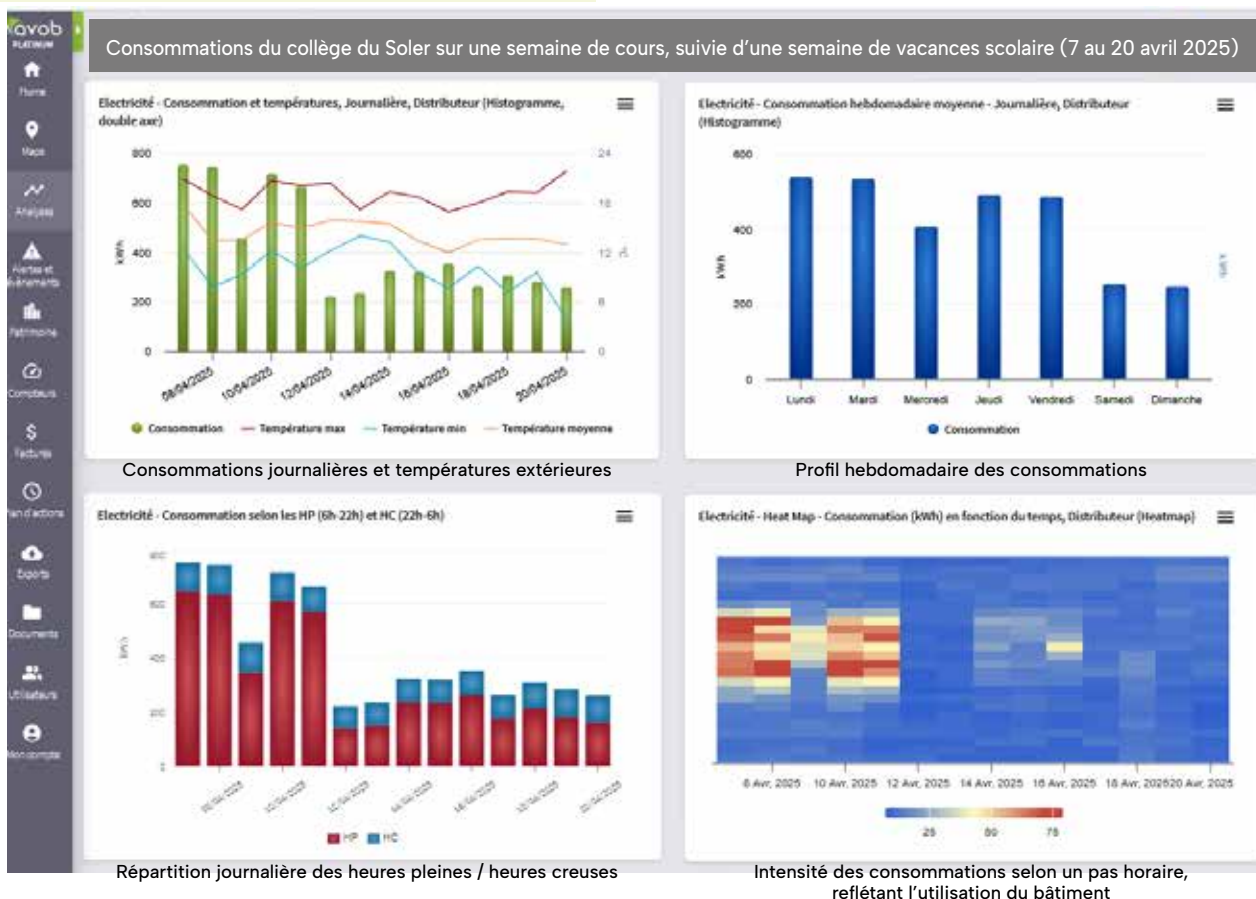 avob
PLATINUM
Home
Maps
Analyses
Alertes et
événements
Patrimoine
Compteurs
Factures
Plan d'actions
Exports
Documents
Utilisateurs
Mon compte
Consommations du collège du Soler sur une semaine de cours, suivie d'une semaine de vacances scolaire (7 au 20 avril 2025)
Electricité - Consommation et températures, Journalière, Distributeur (Histogramme,
double axe)
800
600
400
200
0
kWh
24
18
12
6
0
08/04/2025 10/04/2025 12/04/2025 14/04/2025 16/04/2025 18/04/2025 20/04/2025
Consommation Température max Température min Température moyenne
Consommations journalières et températures extérieures
Electricité - Consommation hebdomadaire moyenne - Journalière, Distributeur
(Histogramme)
600
400
200
0
kWh
kWh
Lundi Mardi Mercredi Jeudi Vendredi Samedi Dimanche
Consommation
Profil hebdomadaire des consommations
Electricité - Consommation selon les HP (6h-22h) et HC (22h-6h)
800
600
400
200
0
kWh
HP HC
Répartition journalière des heures pleines / heures creuses
Electricité - Heat Map - Consommation (kWh) en fonction du temps, Distributeur (Heatmap)
8 Avr, 2025 10 Avr, 2025 12 Avr, 2025 14 Avr, 2025 16 Avr, 2025 18 Avr, 2025 20 Avr, 2025
25 50 75
Intensité des consommations selon un pas horaire,
reflétant l'utilisation du bâtiment